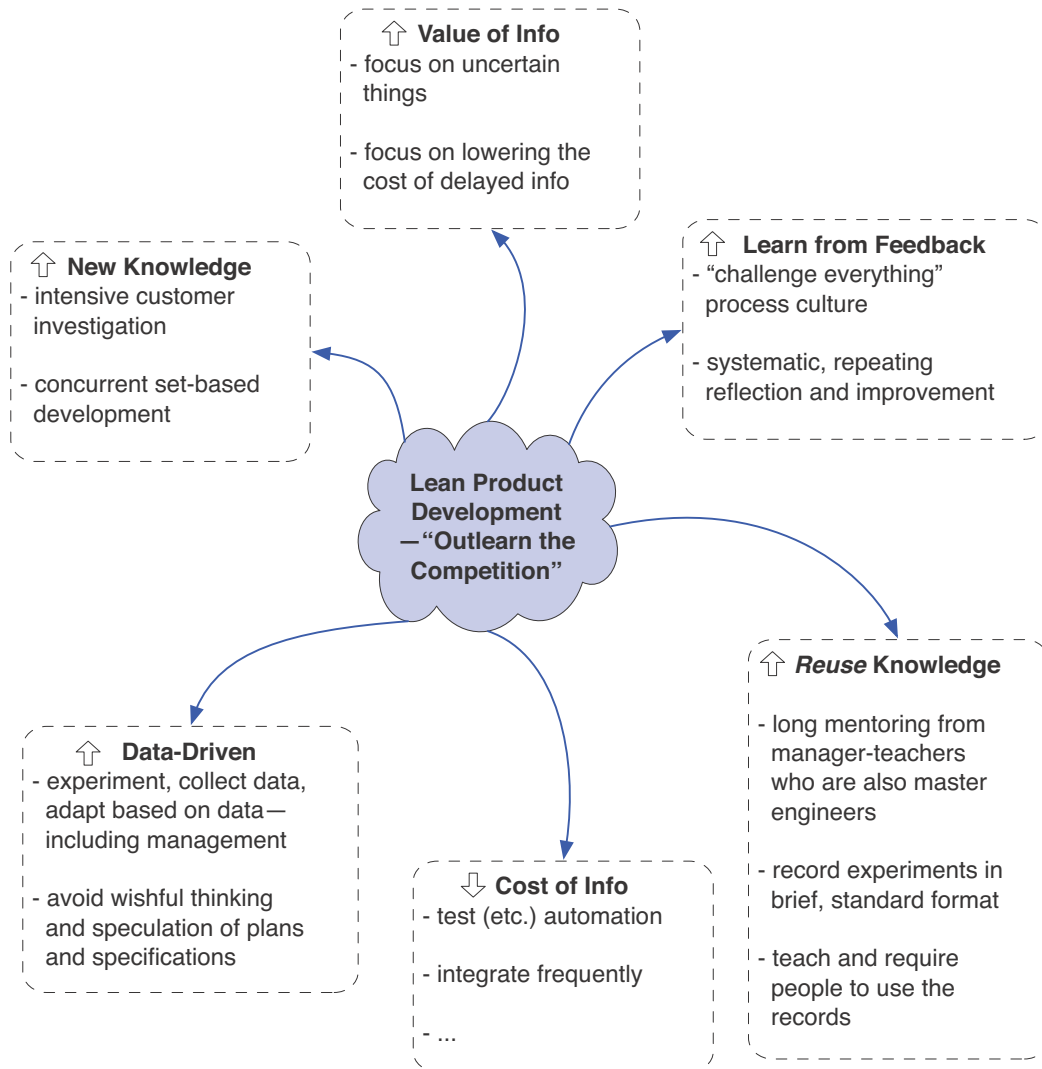 Value of Info
- focus on uncertain
things
- focus on lowering the
cost of delayed info
New Knowledge
- intensive customer
investigation
- concurrent set-based
development
Learn from Feedback
- “challenge everything”
process culture
- systematic, repeating
reflection and improvement
Lean Product
Development
—“Outlearn the
Competition”
Reuse Knowledge
- long mentoring from
manager-teachers
who are also master
engineers
- record experiments in
brief, standard format
- teach and require
people to use the
records
Data-Driven
- experiment, collect data,
adapt based on data—
including management
- avoid wishful thinking
and speculation of plans
and specifications
Cost of Info
- test (etc.) automation
- integrate frequently
- ...